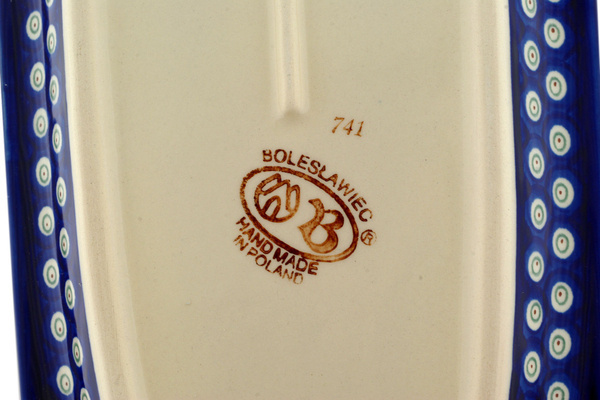 741
BOLESŁAWIEC
B
®
HAND MADE
IN POLAND